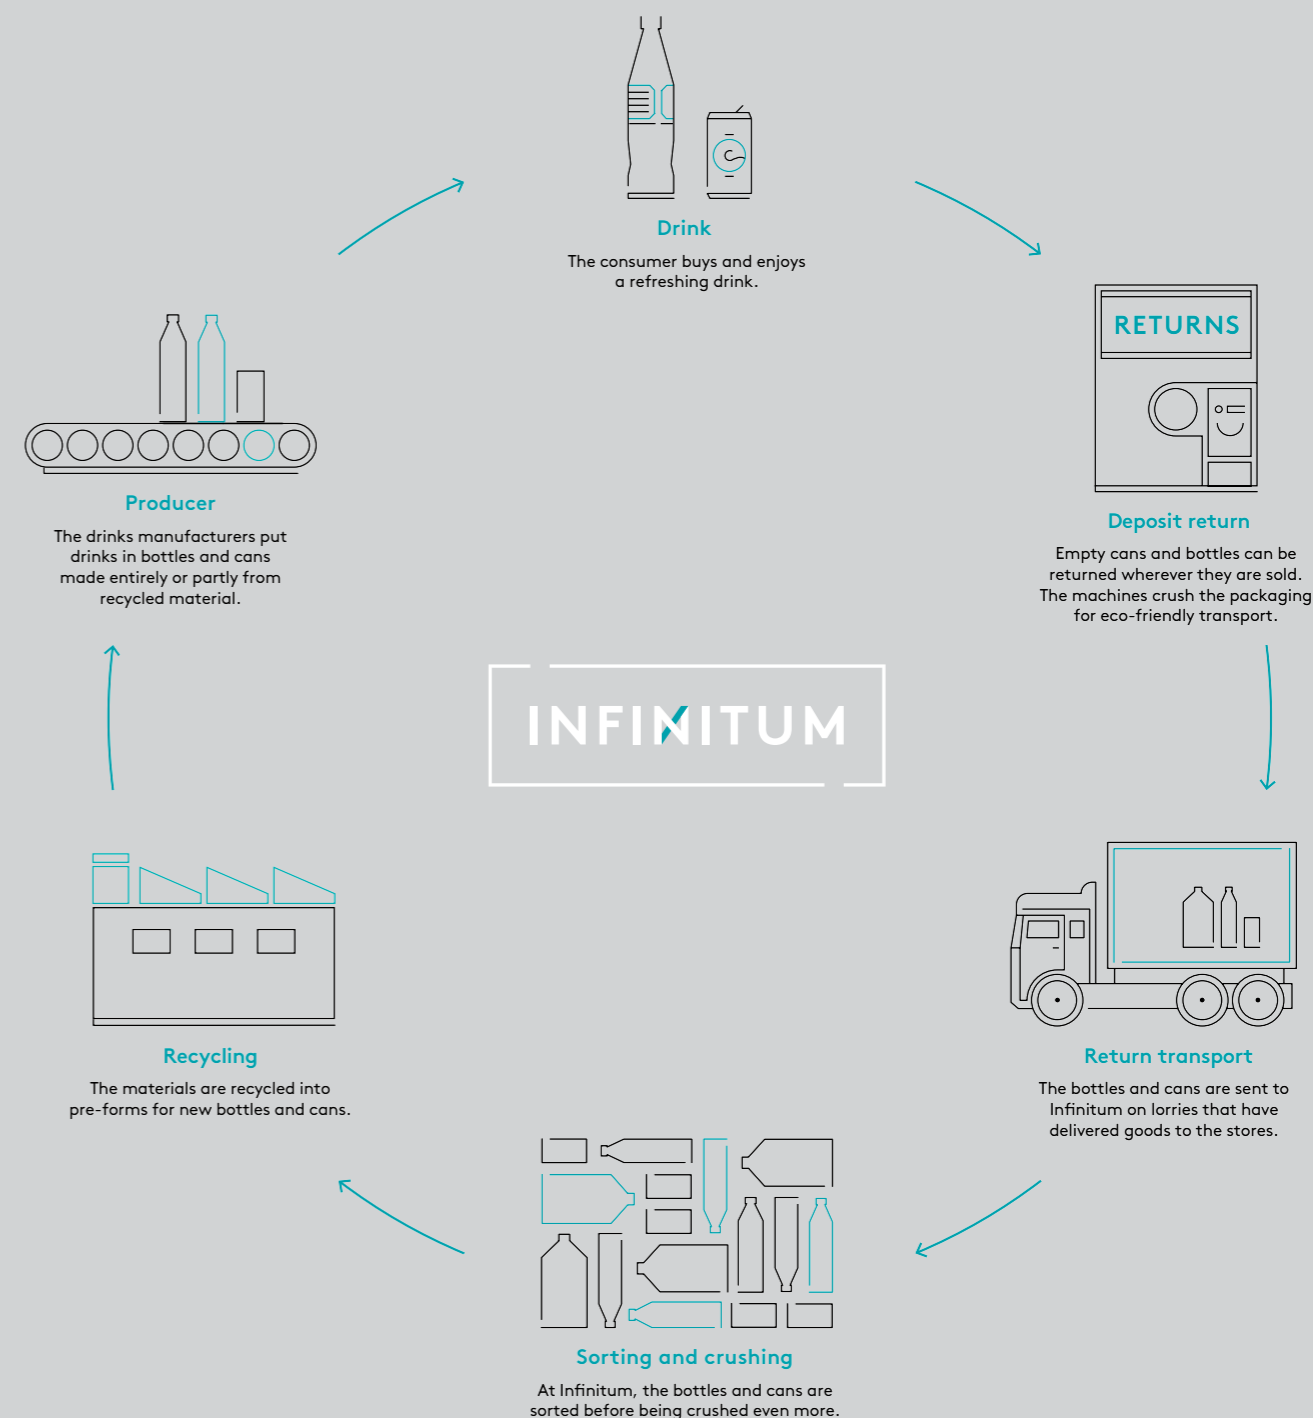 Drink
The consumer buys and enjoys
a refreshing drink.
RETURNS
Deposit return
Empty cans and bottles can be
returned wherever they are sold.
The machines crush the packaging
for eco-friendly transport.
Return transport
The bottles and cans are sent to
Infinitum on lorries that have
delivered goods to the stores.
Sorting and crushing
At Infinitum, the bottles and cans are
sorted before being crushed even more.
Recycling
The materials are recycled into
pre-forms for new bottles and cans.
Producer
The drinks manufacturers put
drinks in bottles and cans
made entirely or partly from
recycled material.
INFINITUM